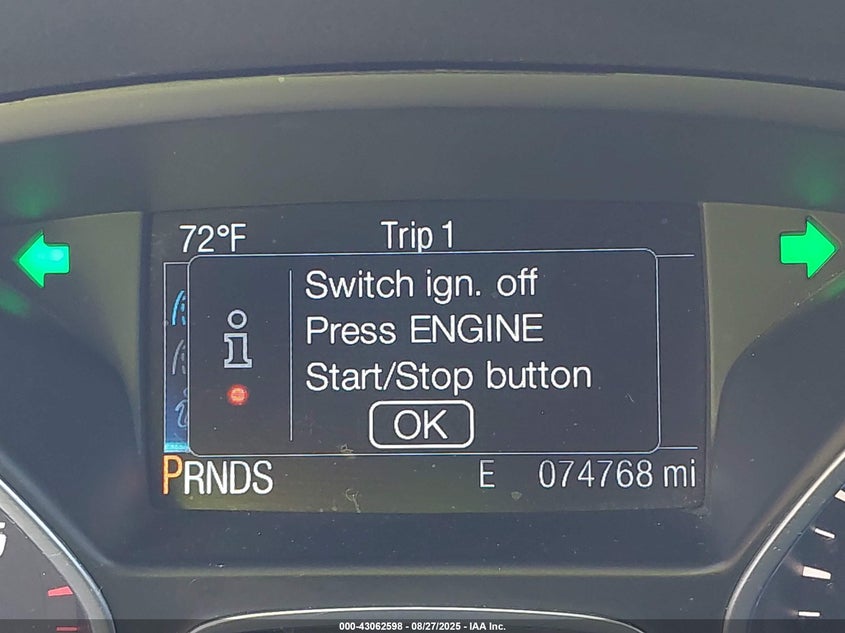 72°F Trip 1
Switch ign. off
Press ENGINE
Start/Stop button
OK
PRNDS E 074768 mi
000-43062598 - 08/27/2025 - IAA Inc.